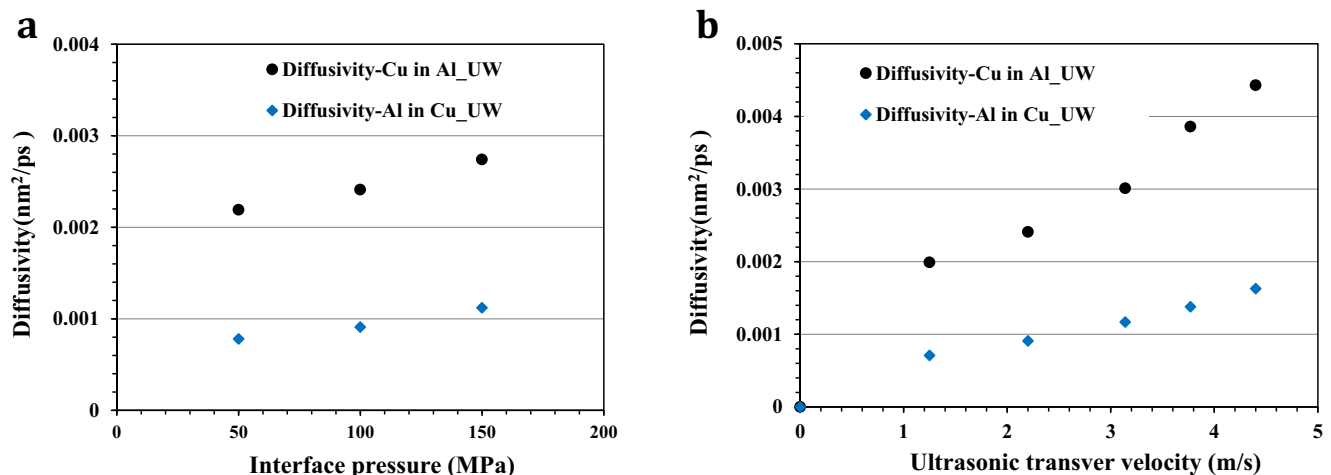 a
0.004
0.003
0.002
0.001
0
Diffusivity(nm²/ps)
Diffusivity-Cu in Al_UW
Diffusivity-Al in Cu_UW
0 50 100 150 200
Interface pressure (MPa)
b
0.005
0.004
0.003
0.002
0.001
0
Diffusivity(nm²/ps )
Diffusivity-Cu in Al_UW
Diffusivity-Al in Cu_UW
0 1 2 3 4 5
Ultrasonic transver velocity (m/s)